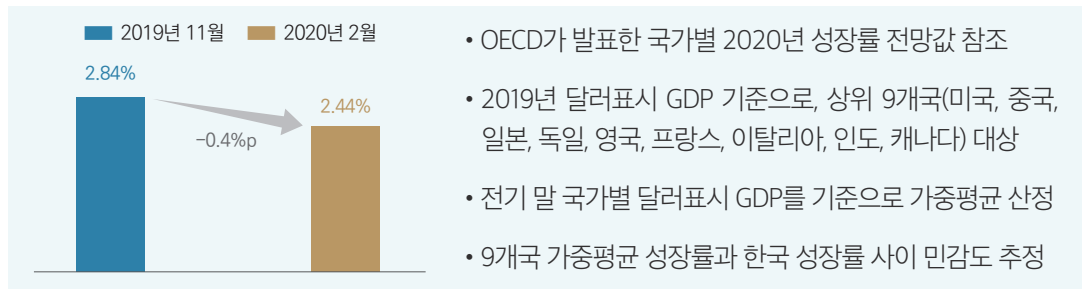 2019년 11월 2020년 2월
2.84%
2.44%
-0.4%p
• OECD가 발표한 국가별 2020년 성장률 전망값 참조
• 2019년 달러표시 GDP 기준으로, 상위 9개국(미국, 중국,
일본, 독일, 영국, 프랑스, 이탈리아, 인도, 캐나다) 대상
• 전기 말 국가별 달러표시 GDP를 기준으로 가중평균 산정
• 9개국 가중평균 성장률과 한국 성장률 사이 민감도 추정